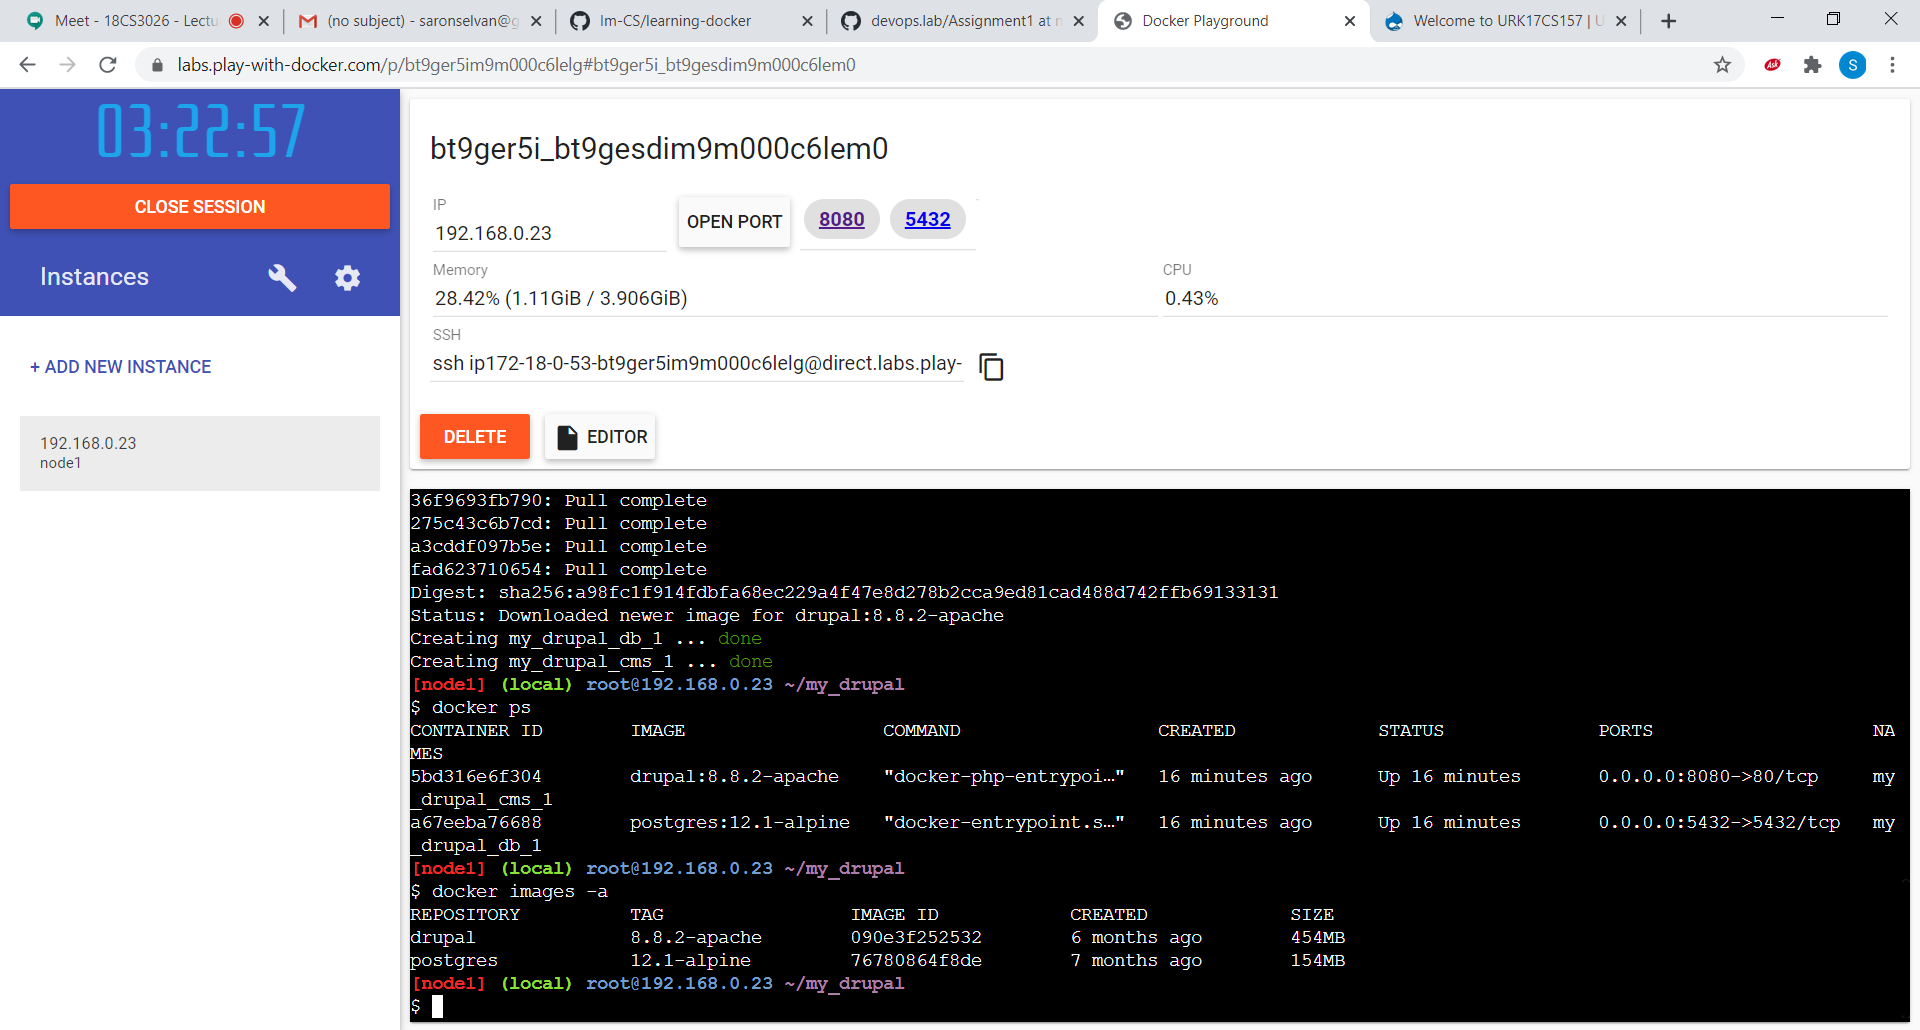 Meet - 18CS3026 - Lectu
(no subject) - saronselvan@g
Im-CS/learning-docker
devops.lab/Assignment1 at m
Docker Playground
Welcome to URK17CS157 | U
labs.play-with-docker.com/p/bt9ger5im9m000c6lelg#bt9ger5i_bt9gesdim9m000c6lem0
Ask
S
03:22:57
CLOSE SESSION
Instances
+ ADD NEW INSTANCE
192.168.0.23
node1
bt9ger5i_bt9gesdim9m000c6lem0
IP
192.168.0.23
OPEN PORT
8080
5432
Memory
28.42% (1.11GiB / 3.906GiB)
CPU
0.43%
SSH
ssh ip172-18-0-53-bt9ger5im9m000c6lelg@direct.labs.play-
DELETE
EDITOR
36f9693fb790: Pull complete
275c43c6b7cd: Pull complete
a3cddf097b5e: Pull complete
fad623710654: Pull complete
Digest: sha256:a98fc1f914fdbfa68ec229a4f47e8d278b2cca9ed81cad488d742ffb69133131
Status: Downloaded newer image for drupal:8.8.2-apache
Creating my_drupal_db_1 ... done
Creating my_drupal_cms_1 ... done
[node1] (local) root@192.168.0.23 ~/my_drupal
$ docker ps
CONTAINER ID        IMAGE                  COMMAND                  CREATED             STATUS              PORTS                    NA
MES
5bd316e6f304        drupal:8.8.2-apache    "docker-php-entrypoi…"   16 minutes ago      Up 16 minutes       0.0.0.0:8080->80/tcp     my
_drupal_cms_1
a67eeba76688        postgres:12.1-alpine   "docker-entrypoint.s…"   16 minutes ago      Up 16 minutes       0.0.0.0:5432->5432/tcp   my
_drupal_db_1
[node1] (local) root@192.168.0.23 ~/my_drupal
$ docker images -a
REPOSITORY          TAG                 IMAGE ID            CREATED             SIZE
drupal              8.8.2-apache        090e3f252532        6 months ago        454MB
postgres            12.1-alpine         76780864f8de        7 months ago        154MB
[node1] (local) root@192.168.0.23 ~/my_drupal
$